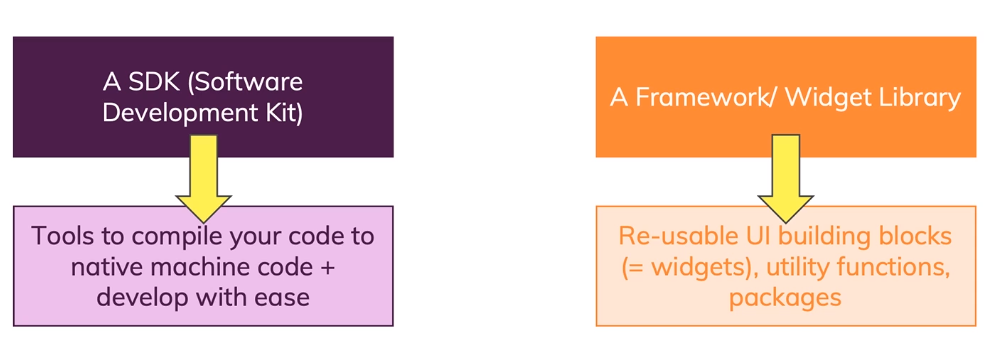 A SDK (Software
Development Kit)
Tools to compile your code to
native machine code +
develop with ease
A Framework/ Widget Library
Re-usable UI building blocks
(= widgets), utility functions,
packages